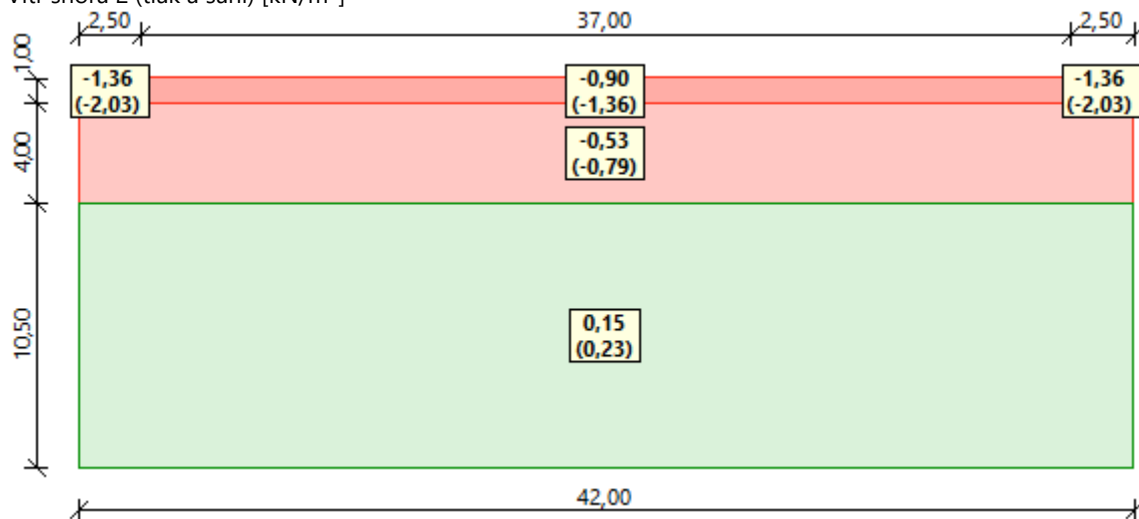 (tlak a sání) [kN/m²]
2,50 37,00 2,50
1,00
-1,36 -0,90 -1,36
(-2,03) (-1,36) (-2,03)
4,00
-0,53
(-0,79)
10,50
0,15
(0,23)
42,00